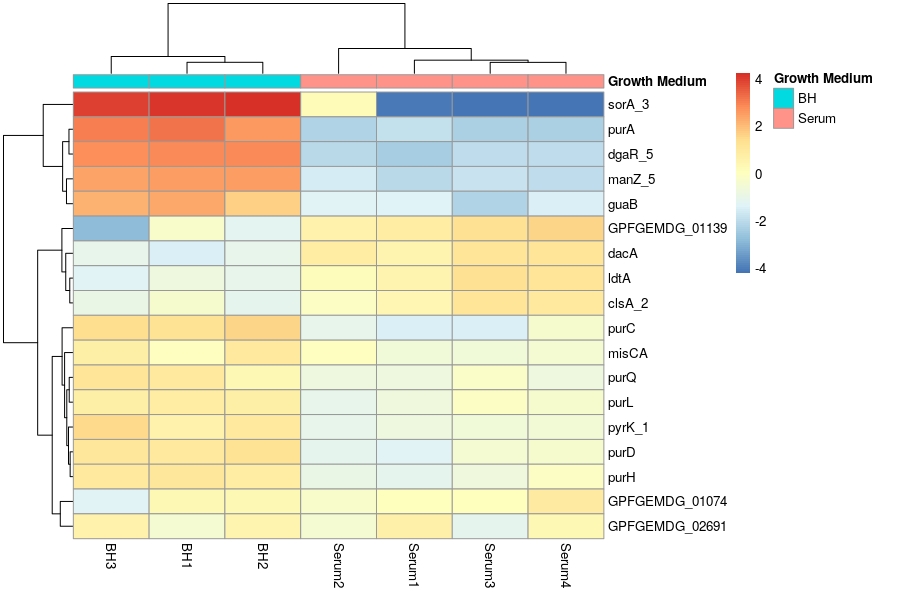 Growth Medium
sorA_3
purA
dgaR_5
manZ_5
guaB
GPFGEMDG_01139
dacA
ldtA
clsA_2
purC
misCA
purQ
purL
pyrK_1
purD
purH
GPFGEMDG_01074
GPFGEMDG_02691
BH3
BH1
BH2
Serum2
Serum1
Serum3
Serum4
4
2
0
-2
-4
Growth Medium
BH
Serum